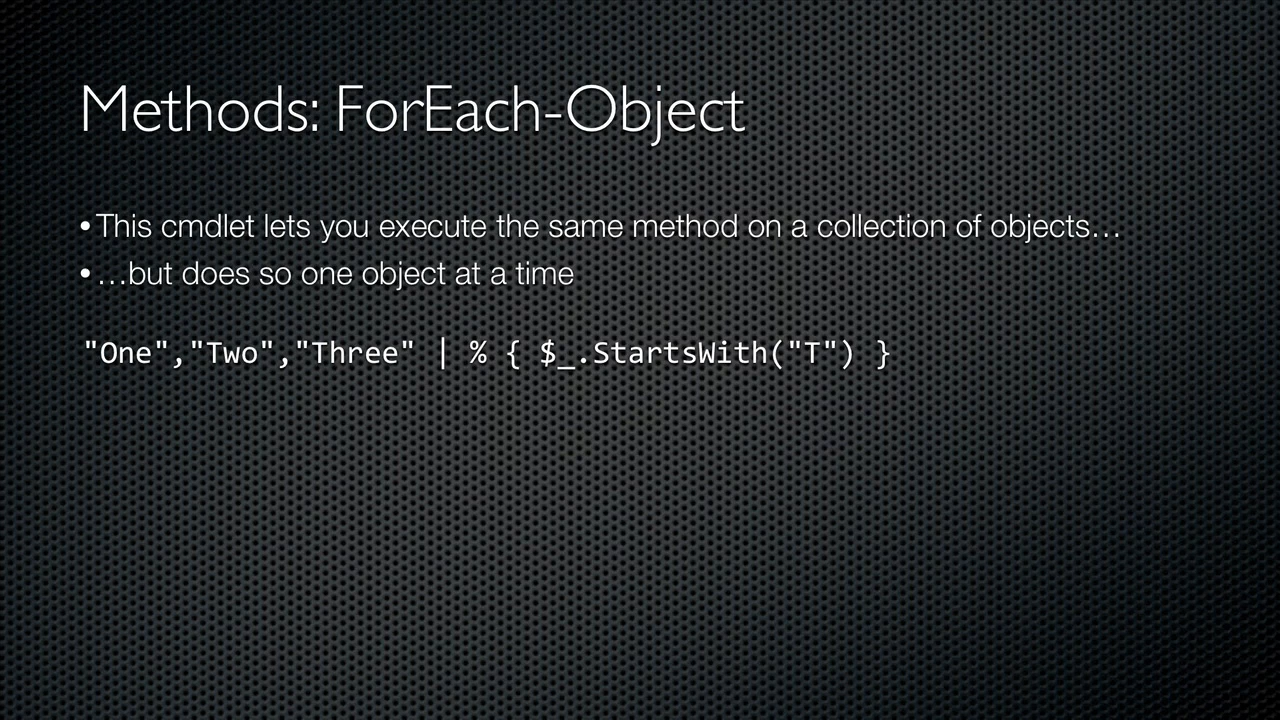 Methods: ForEach-Object
• This cmdlet lets you execute the same method on a collection of objects…
• …but does so one object at a time
"One","Two","Three" | % { $_.StartsWith("T") }